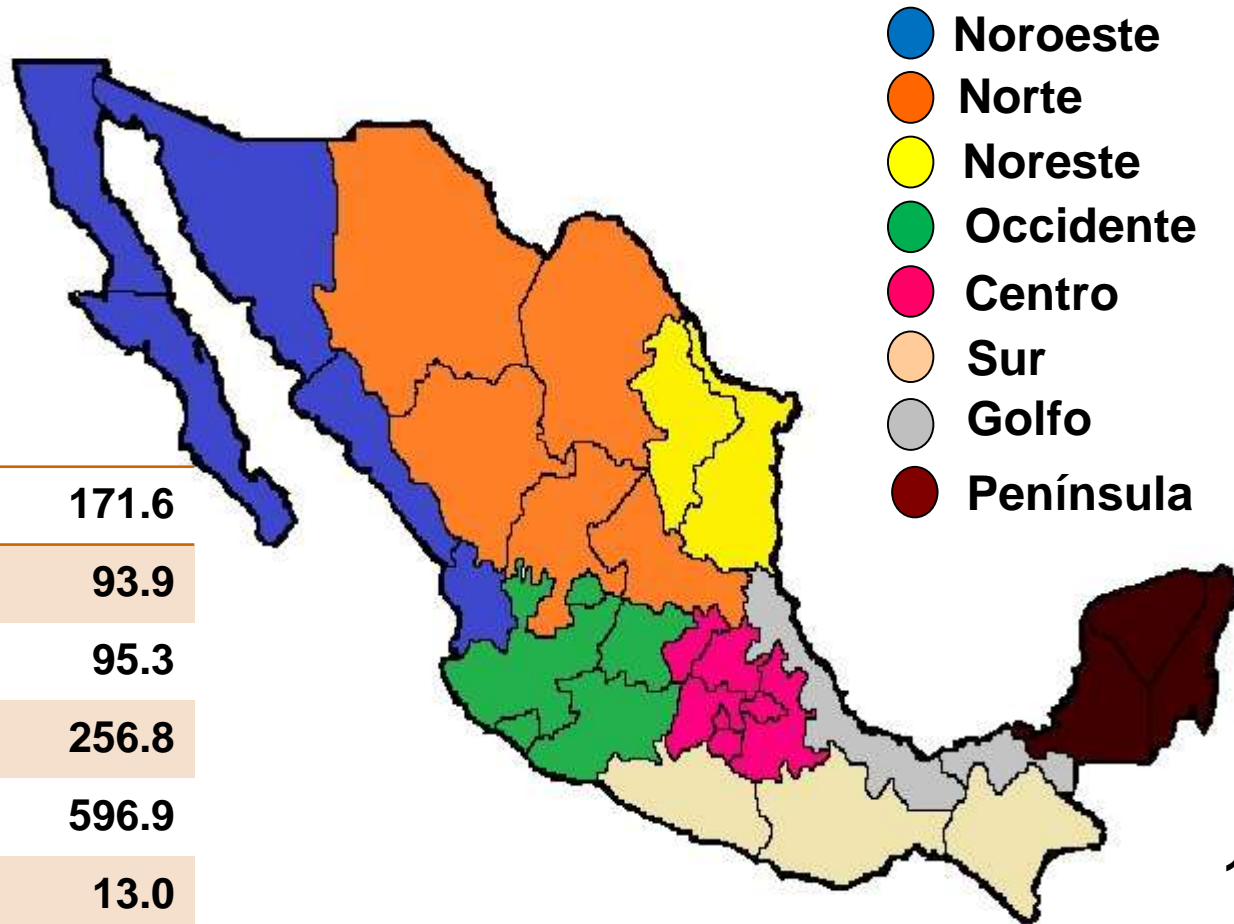 Noroeste
Norte
Noreste
Occidente
Centro
Sur
Golfo
Península
171.6
93.9
95.3
256.8
596.9
13.0